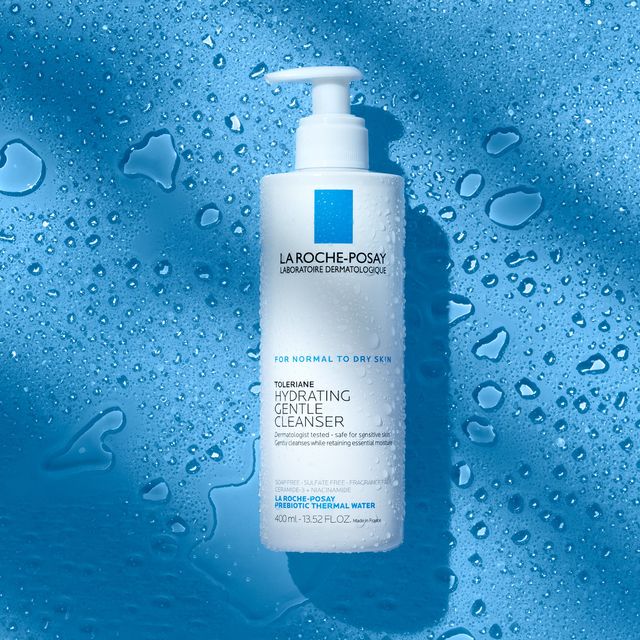 LA ROCHE-POSAY
LABORATOIRE DERMATOLOGIQUE
FOR NORMAL TO DRY SKIN
TOLERIANE
HYDRATING
GENTLE
CLEANSER
Dermatologist tested - safe for sensitive skin
Gently cleanses while retaining essential moisture
SOAP FREE - SULFATE FREE - FRAGRANCE FREE
CERAMIDE-3 + NIACINAMIDE
LA ROCHE-POSAY
PREBIOTIC THERMAL WATER
400 ml - 13.52 FL.OZ. Made in France